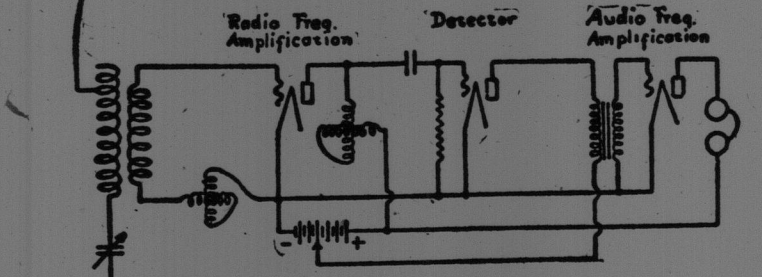 Radio Freq.
Amplification
Detector
Audio Freq.
Amplification
- +